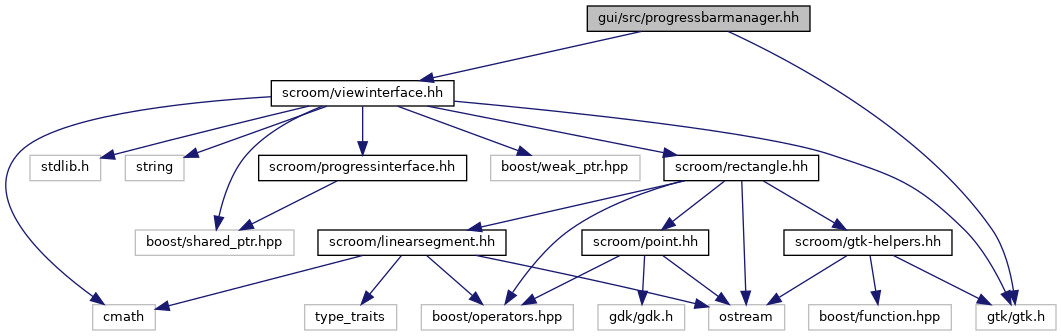 gui/src/progressbarmanager.hh
scroom/viewinterface.hh
stdlib.h
string
scroom/progressinterface.hh
boost/weak_ptr.hpp
scroom/rectangle.hh
boost/shared_ptr.hpp
scroom/linearsegment.hh
scroom/point.hh
scroom/gtk-helpers.hh
cmath
type_traits
boost/operators.hpp
gdk/gdk.h
ostream
boost/function.hpp
gtk/gtk.h